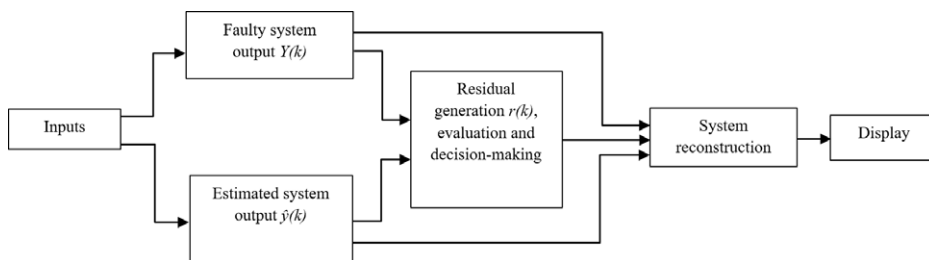 Faulty system
output Y(k)
Inputs
Residual
generation r(k),
evaluation and
decision-making
Estimated system
output ŷ(k)
System
reconstruction
Display